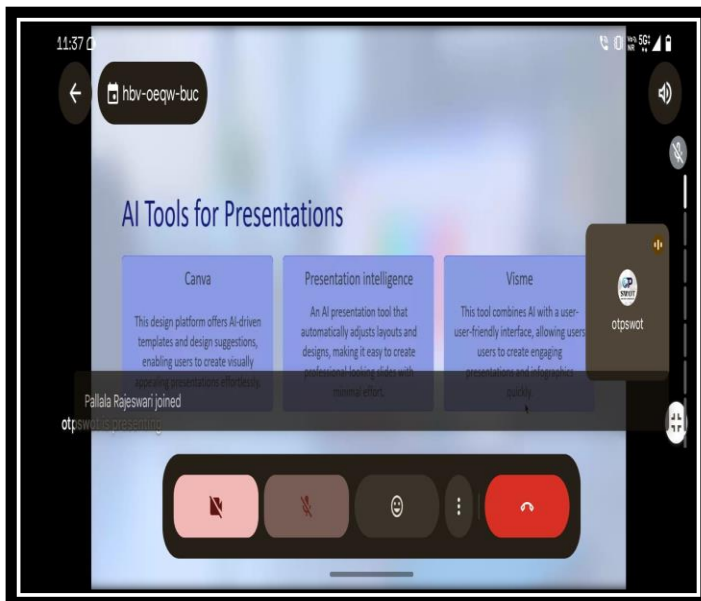 11:37
5G
hbv-oeqw-buc
AI Tools for Presentations
Canva
This design platform offers AI-driven
templates and design suggestions,
enabling users to create visually
appealing presentations effortlessly.
Presentation intelligence
An AI presentation tool that
automatically adjusts layouts and
designs, making it easy to create
professional-looking slides with
minimal effort.
Visme
This tool combines AI with a user-
user-friendly interface, allowing users
users to create engaging
presentations and infographics
quickly.
otpswot
Pallala Rajeswari joined
otpswot is presenting